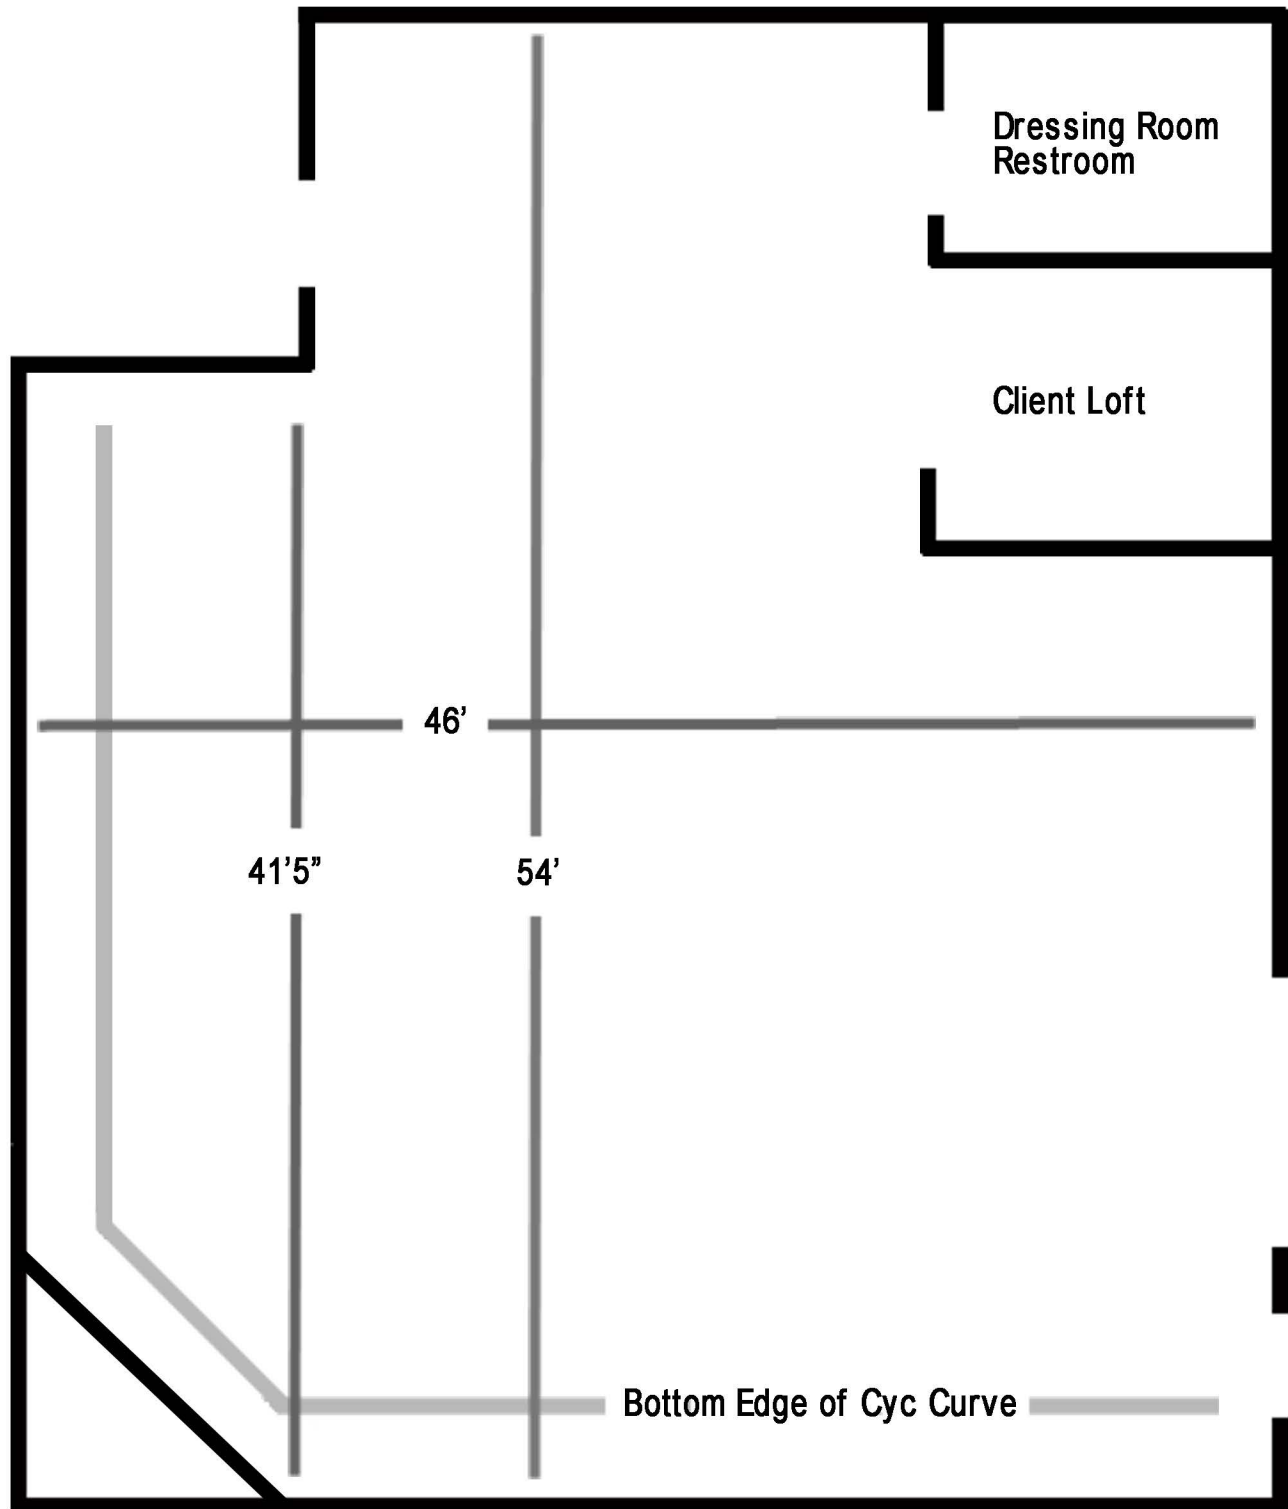 Dressing Room
Restroom
Client Loft
46’
41’5”
54’
Bottom Edge of Cyc Curve